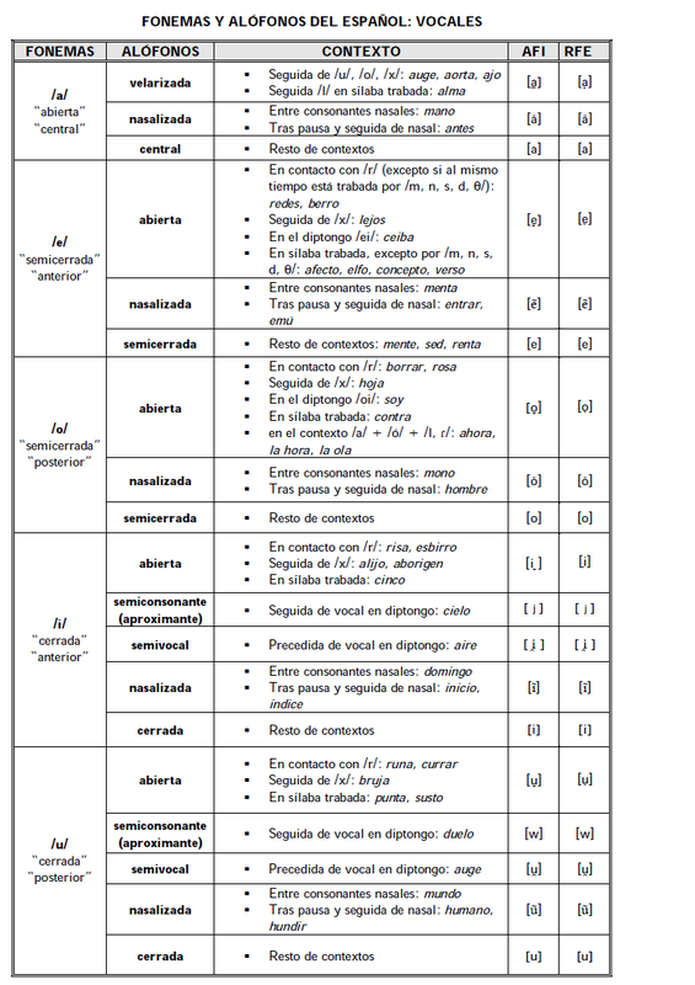 FONEMAS Y ALÓFONOS DEL ESPAÑOL: VOCALES
FONEMAS ALÓFONOS CONTEXTO AFI RFE
/a/
“abierta”
“central”
velarizada
▪ Seguida de /u/, /o/, /x/: auge, aorta, ajo
▪ Seguida /l/ en sílaba trabada: alma
[a̱] [a̱]
nasalizada
▪ Entre consonantes nasales: mano
▪ Tras pausa y seguida de nasal: antes
[ã] [ã]
central
▪ Resto de contextos
[a] [a]
/e/
“semicerrada”
“anterior”
abierta
▪ En contacto con /r/ (excepto si al mismo
tiempo está trabada por /m, n, s, d, θ/):
redes, berro
▪ Seguida de /x/: lejos
▪ En el diptongo /ei/: ceiba
▪ En sílaba trabada, excepto por /m, n, s,
d, θ/: afecto, elfo, concepto, verso
[ę] [ę]
nasalizada
▪ Entre consonantes nasales: menta
▪ Tras pausa y seguida de nasal: entrar,
emú
[ẽ] [ẽ]
semicerrada
▪ Resto de contextos: mente, sed, renta
[e] [e]
/o/
“semicerrada”
“posterior”
abierta
▪ En contacto con /r/: borrar, rosa
▪ Seguida de /x/: hoja
▪ En el diptongo /oi/: soy
▪ En sílaba trabada: contra
▪ en el contexto /a/ + /ó/ + /l, r/: ahora,
la hora, la ola
[ǫ] [ǫ]
nasalizada
▪ Entre consonantes nasales: mono
▪ Tras pausa y seguida de nasal: hombre
[õ] [õ]
semicerrada
▪ Resto de contextos
[o] [o]
/i/
“cerrada”
“anterior”
abierta
▪ En contacto con /r/: risa, esbirro
▪ Seguida de /x/: alijo, aborigen
▪ En sílaba trabada: cinco
[į] [į]
semiconsonante
(aproximante)
▪ Seguida de vocal en diptongo: cielo
[ j ] [ j ]
semivocal
▪ Precedida de vocal en diptongo: aire
[ i̯ ] [ i̯ ]
nasalizada
▪ Entre consonantes nasales: domingo
▪ Tras pausa y seguida de nasal: inicio,
índice
[ĩ] [ĩ]
cerrada
▪ Resto de contextos
[i] [i]
/u/
“cerrada”
“posterior”
abierta
▪ En contacto con /r/: runa, currar
▪ Seguida de /x/: bruja
▪ En sílaba trabada: punta, susto
[ų] [ų]
semiconsonante
(aproximante)
▪ Seguida de vocal en diptongo: duelo
[w] [w]
semivocal
▪ Precedida de vocal en diptongo: auge
[u̯] [u̯]
nasalizada
▪ Entre consonantes nasales: mundo
▪ Tras pausa y seguida de nasal: humano,
hundir
[ũ] [ũ]
cerrada
▪ Resto de contextos
[u] [u]